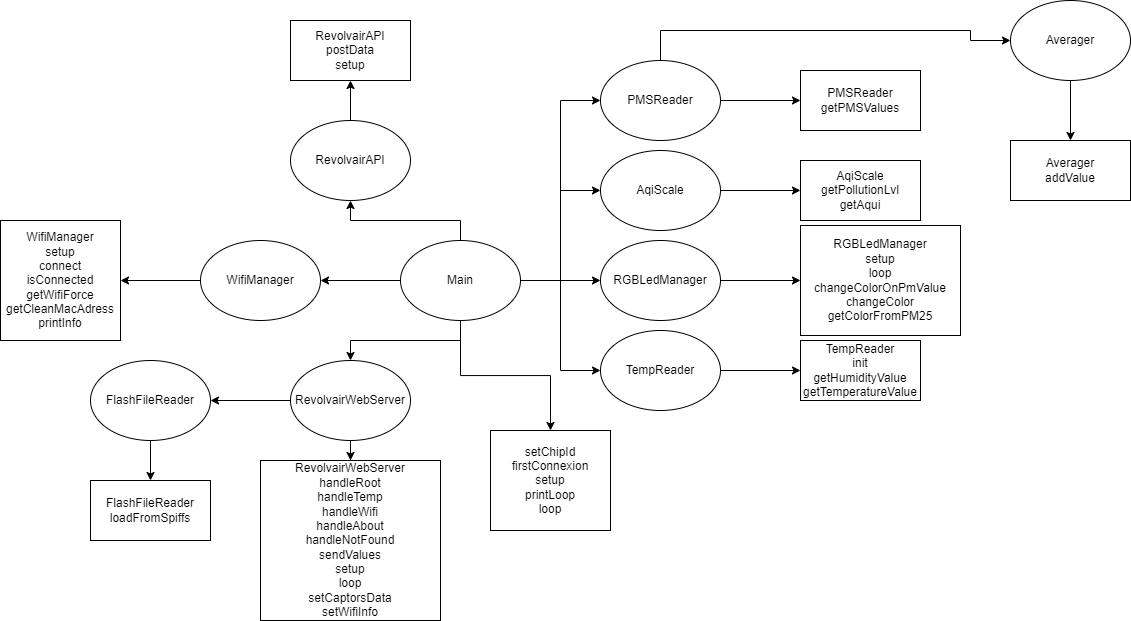 RevolvairAPI
postData
setup
RevolvairAPI
Averager
Averager
addValue
PMSReader
PMSReader
getPMSValues
AqiScale
AqiScale
getPollutionLvl
getAqui
WifiManager
setup
connect
isConnected
getWifiForce
getCleanMacAdress
printInfo
WifiManager
Main
RGBLedManager
RGBLedManager
setup
loop
changeColorOnPmValue
changeColor
getColorFromPM25
TempReader
TempReader
init
getHumidityValue
getTemperatureValue
FlashFileReader
RevolvairWebServer
FlashFileReader
loadFromSpiffs
RevolvairWebServer
handleRoot
handleTemp
handleWifi
handleAbout
handleNotFound
sendValues
setup
loop
setCaptorsData
setWifiInfo
setChipId
firstConnexion
setup
printLoop
loop